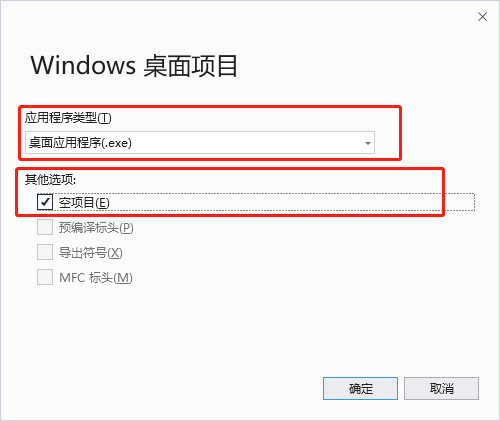 Windows 桌面项目
应用程序类型(T)
桌面应用程序(.exe)
其他选项:
空项目(E)
预编译标头(P)
导出符号(X)
MFC 标头(M)
确定
取消